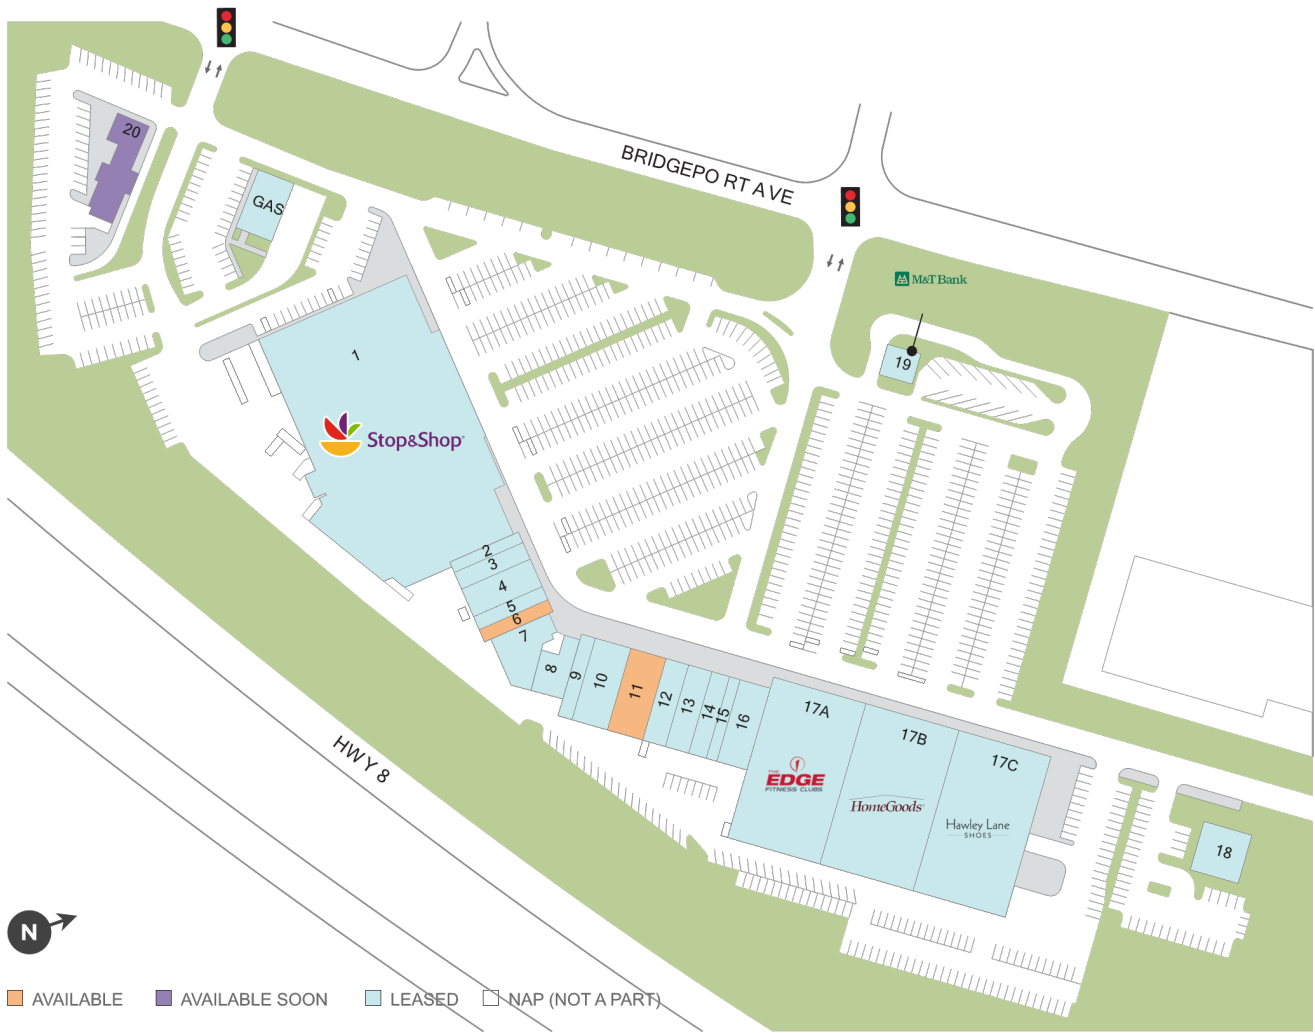 20
GAS
BRIDGEPO RT A VE
M&T Bank
19
1
Stop&Shop
2
3
4
5
6
7
8
9
10
11
12
13
14
15
16
17A
17B
17C
THE
EDGE
FITNESS CLUBS
HomeGoods
Hawley Lane
SHOES
18
HWY 8
N
AVAILABLE
AVAILABLE SOON
LEASED
NAP (NOT A PART)